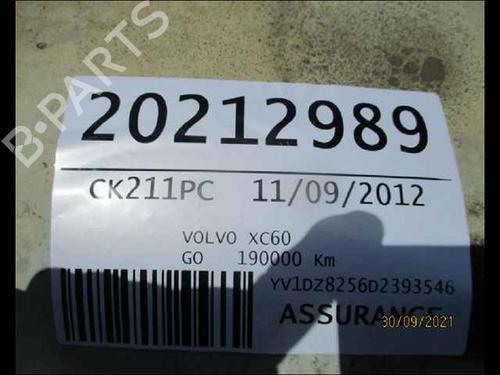 B-PARTS
20212989
CK211PC 11/09/2012
VOLVO XC60
GO 190000 Km
YV1DZ8256D2393546
ASSURANCE
30/09/2021